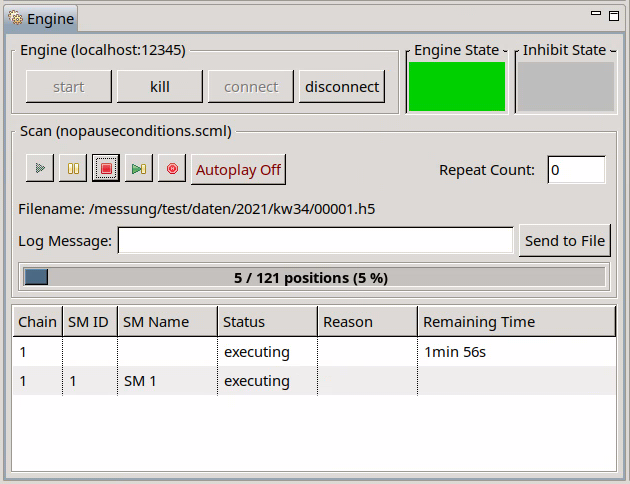 Engine
Engine (localhost:12345)
Engine State
Inhibit State
start kill connect disconnect
Scan (nopauseconditions.scml)
Autoplay Off
Repeat Count: 0
Filename: /messung/test/daten/2021/kw34/00001.h5
Log Message: Send to File
5 / 121 positions (5 %)
Chain SM ID SM Name Status Reason Remaining Time
1 executing 1min 56s
1 1 SM 1 executing